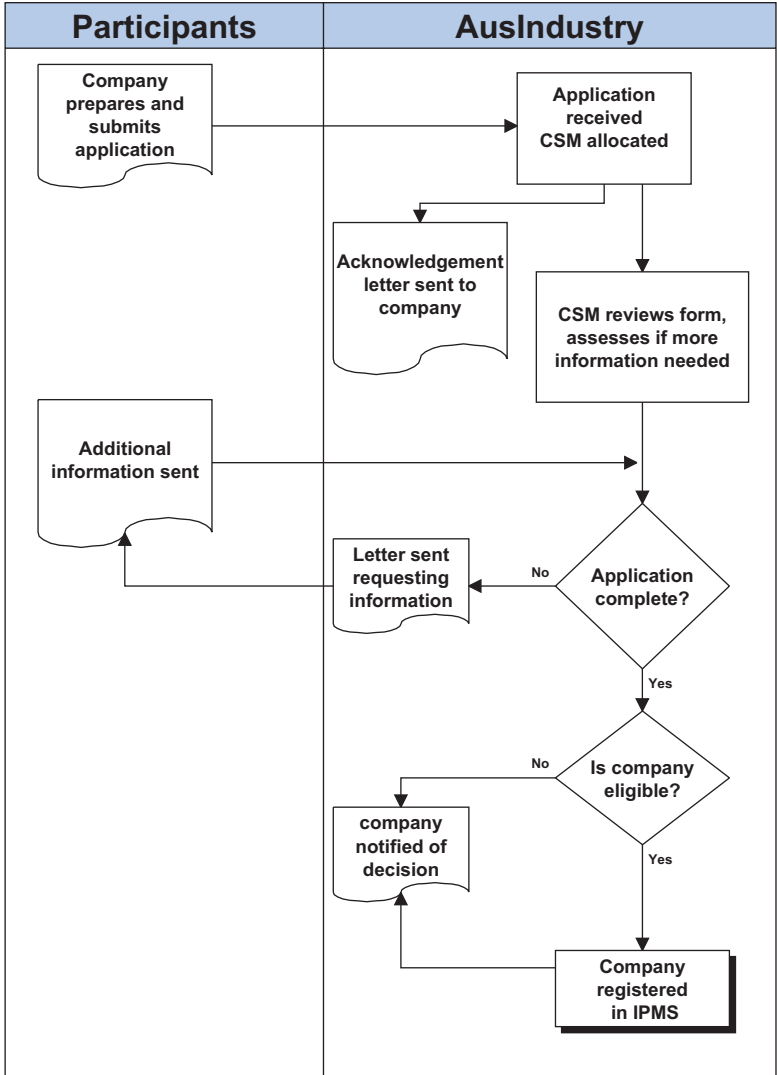 Participants
AusIndustry
Company
prepares and
submits
application
Application
received
CSM allocated
Acknowledgement
letter sent to
company
CSM reviews form,
assesses if more
information needed
Additional
information sent
Letter sent
requesting
information
No
Application
complete?
Yes
No
Is company
eligible?
company
notified of
decision
Yes
Company
registered
in IPMS